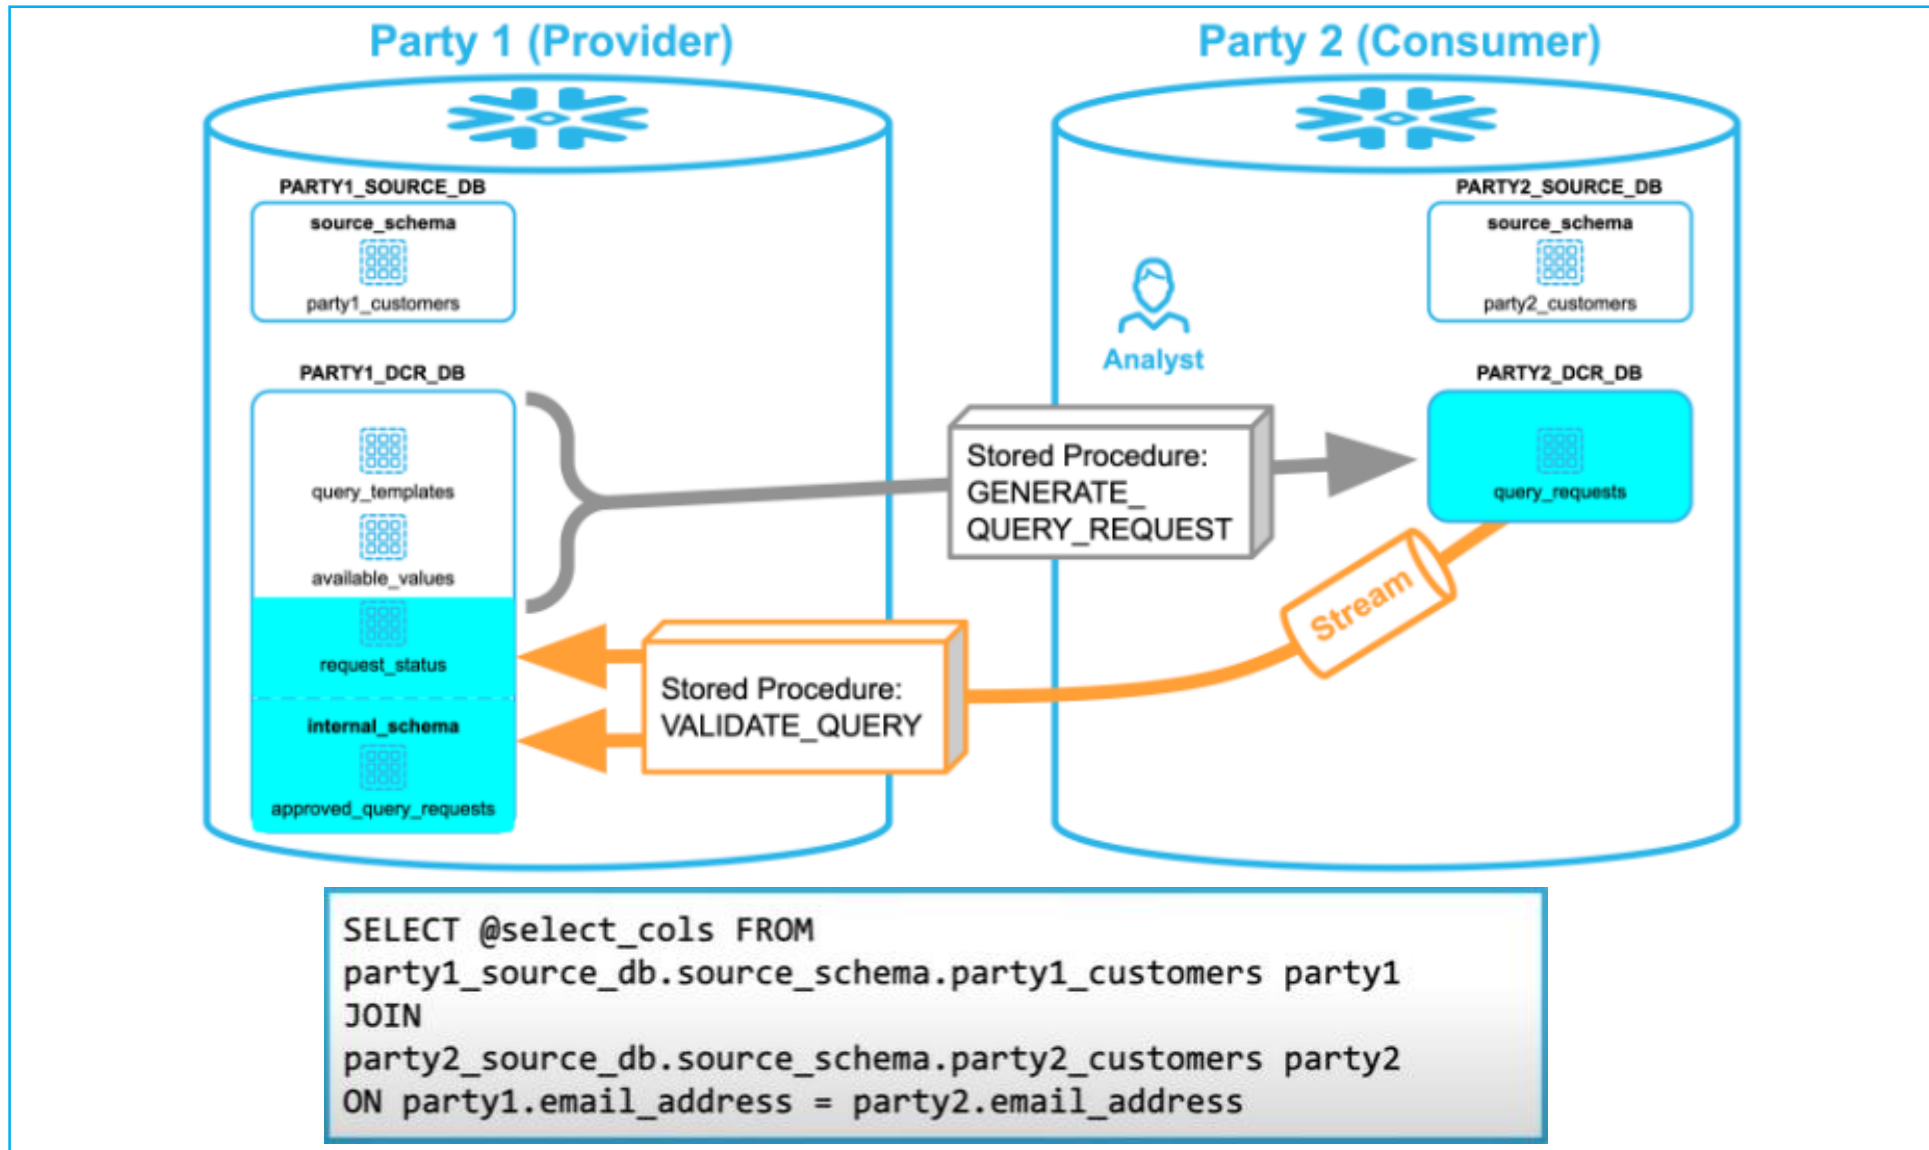 Party 1 (Provider)
Party 2 (Consumer)
PARTY1_SOURCE_DB
source_schema
party1_customers
PARTY2_SOURCE_DB
source_schema
party2_customers
Analyst
PARTY1_DCR_DB
query_templates
available_values
request_status
internal_schema
approved_query_requests
Stored Procedure:
GENERATE_
QUERY_REQUEST
PARTY2_DCR_DB
query_requests
Stream
Stored Procedure:
VALIDATE_QUERY
SELECT @select_cols FROM
party1_source_db.source_schema.party1_customers party1
JOIN
party2_source_db.source_schema.party2_customers party2
ON party1.email_address = party2.email_address